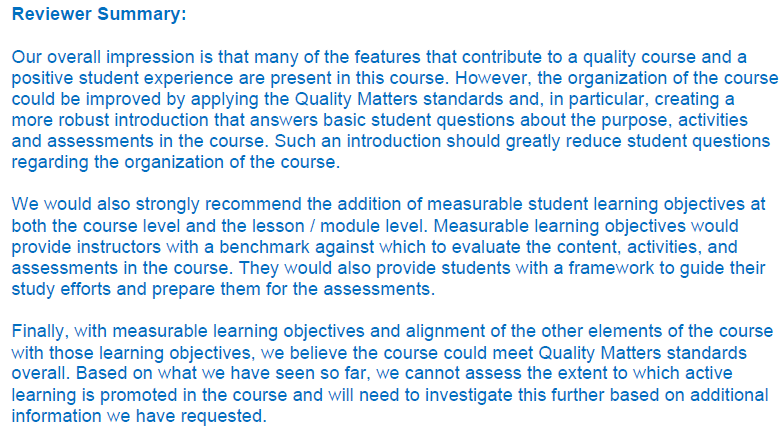 Reviewer Summary:
Our overall impression is that many of the features that contribute to a quality course and a
positive student experience are present in this course. However, the organization of the course
could be improved by applying the Quality Matters standards and, in particular, creating a
more robust introduction that answers basic student questions about the purpose, activities
and assessments in the course. Such an introduction should greatly reduce student questions
regarding the organization of the course.
We would also strongly recommend the addition of measurable student learning objectives at
both the course level and the lesson / module level. Measurable learning objectives would
provide instructors with a benchmark against which to evaluate the content, activities, and
assessments in the course. They would also provide students with a framework to guide their
study efforts and prepare them for the assessments.
Finally, with measurable learning objectives and alignment of the other elements of the course
with those learning objectives, we believe the course could meet Quality Matters standards
overall. Based on what we have seen so far, we cannot assess the extent to which active
learning is promoted in the course and will need to investigate this further based on additional
information we have requested.